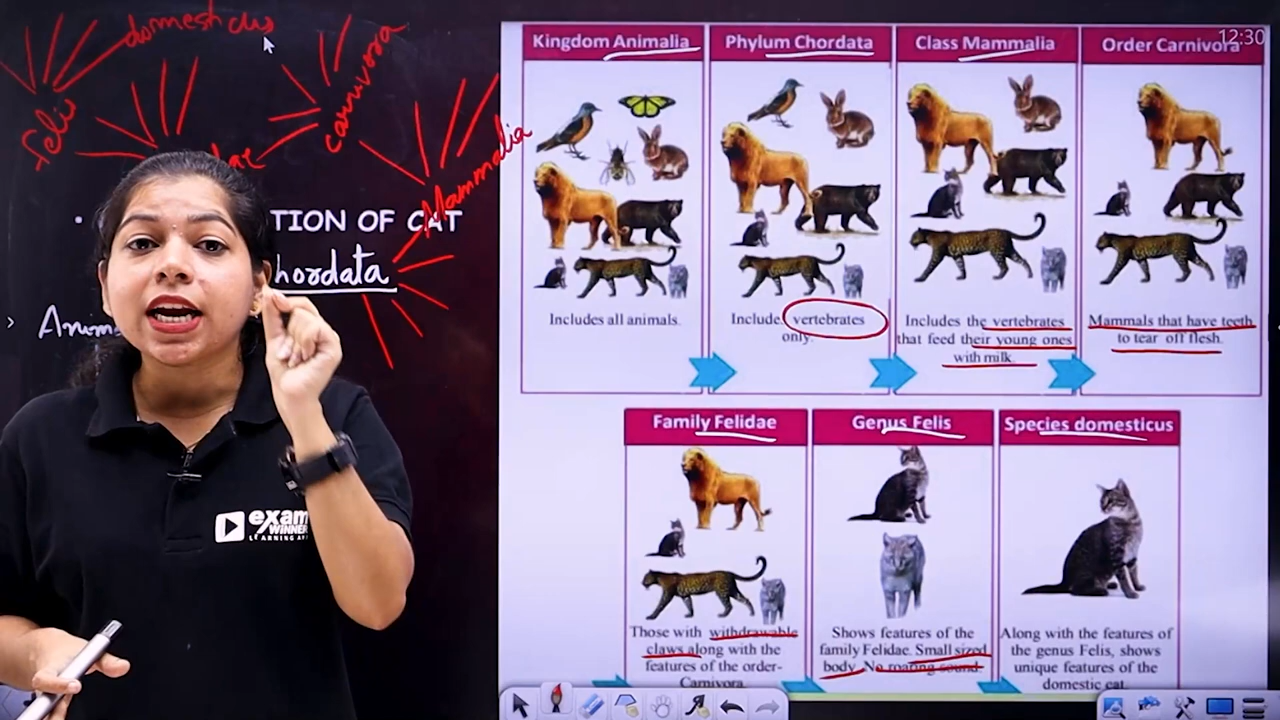 domesticus
Feli
carnivora
dae
Mammalia
TION OF CAT
hordata
Anim
exam
WINNER
LEARNING APP
12:30
Kingdom Animalia
Includes all animals.
Phylum Chordata
Include vertebrates
only.
Class Mammalia
Includes the vertebrates
that feed their young ones
with milk.
Order Carnivora
Mammals that have teeth
to tear off flesh.
Family Felidae
Those with withdrawable
claws along with the
features of the order-
Carnivora
Genus Felis
Shows features of the
family Felidae. Small sized
body. No roaring sound.
Species domesticus
Along with the features of
the genus Felis, shows
unique features of the
domestic cat.